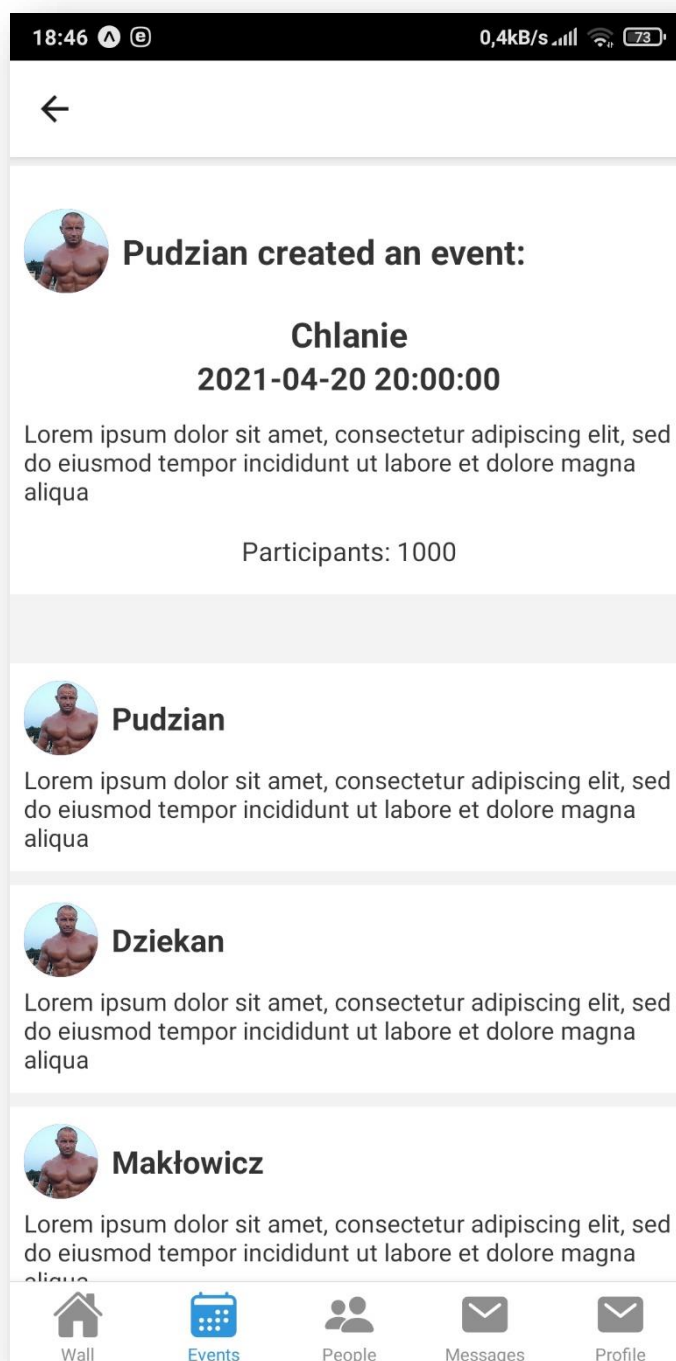 18:46 0,4kB/s 73
Pudzian created an event:
Chlanie
2021-04-20 20:00:00
Lorem ipsum dolor sit amet, consectetur adipiscing elit, sed
do eiusmod tempor incididunt ut labore et dolore magna
aliqua
Participants: 1000
Pudzian
Lorem ipsum dolor sit amet, consectetur adipiscing elit, sed
do eiusmod tempor incididunt ut labore et dolore magna
aliqua
Dziekan
Lorem ipsum dolor sit amet, consectetur adipiscing elit, sed
do eiusmod tempor incididunt ut labore et dolore magna
aliqua
Makłowicz
Lorem ipsum dolor sit amet, consectetur adipiscing elit, sed
do eiusmod tempor incididunt ut labore et dolore magna
aliqua
Wall Events People Messages Profile